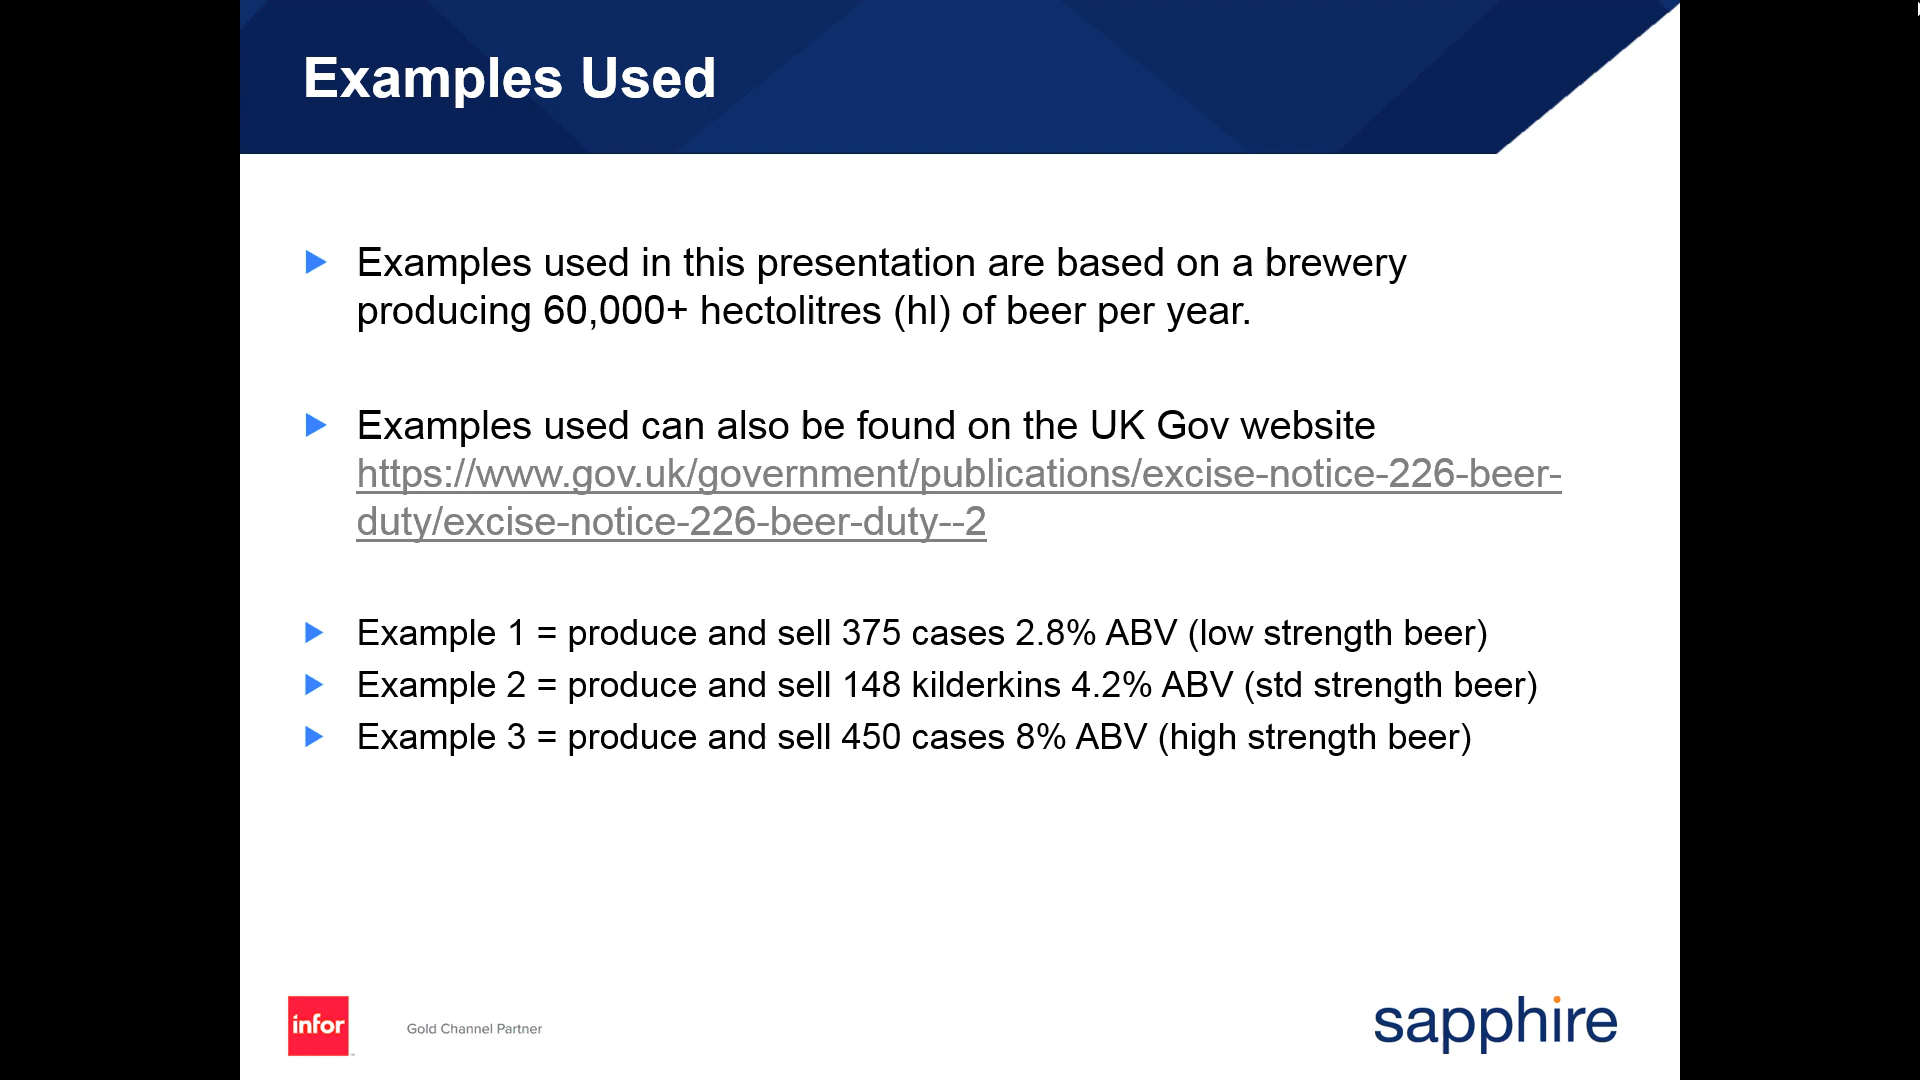 Examples Used
Examples used in this presentation are based on a brewery
producing 60,000+ hectolitres (hl) of beer per year.
Examples used can also be found on the UK Gov website
https://www.gov.uk/government/publications/excise-notice-226-beer-
duty/excise-notice-226-beer-duty--2
Example 1 = produce and sell 375 cases 2.8% ABV (low strength beer)
Example 2 = produce and sell 148 kilderkins 4.2% ABV (std strength beer)
Example 3 = produce and sell 450 cases 8% ABV (high strength beer)
infor
Gold Channel Partner
sapphire